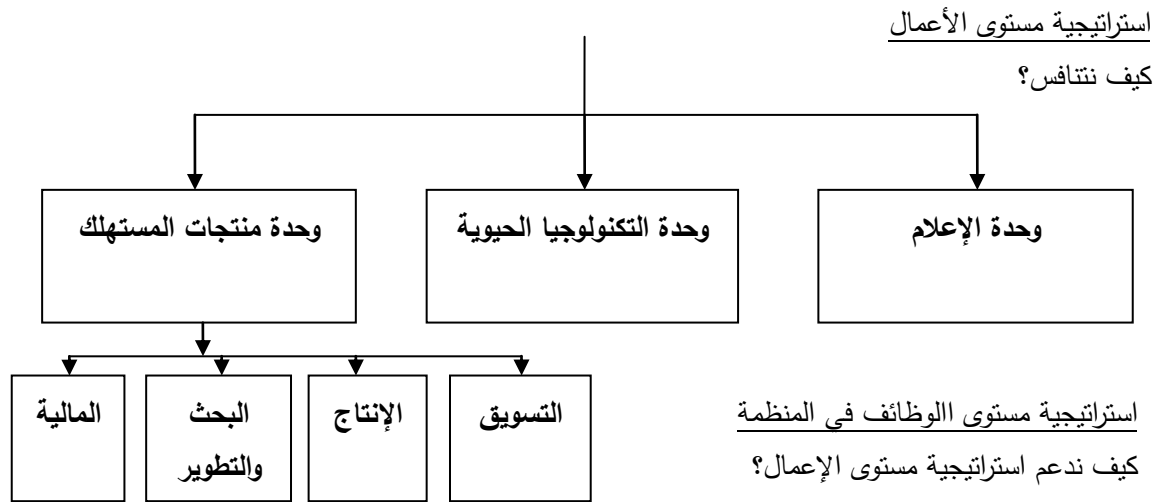 استراتيجية مستوى الأعمال
كيف نتنافس؟
وحدة الإعلام
وحدة التكنولوجيا الحيوية
وحدة منتجات المستهلك
استراتيجية مستوى االوظائف في المنظمة
كيف ندعم استراتيجية مستوى الإعمال؟
التسويق
الإنتاج
البحث
والتطوير
المالية